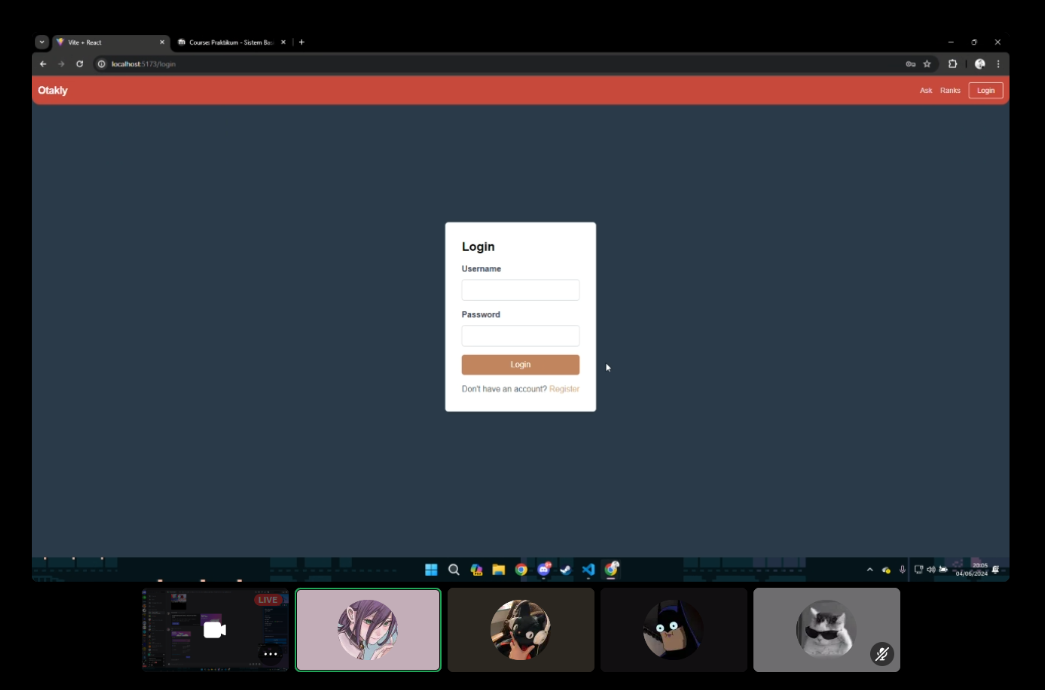 Vite + React
Course: Praktikum - Sistem Bas
localhost:5173/login
Otakly
Ask Ranks Login
Login
Username
Password
Login
Don't have an account? Register
20:05
04/06/2024
LIVE